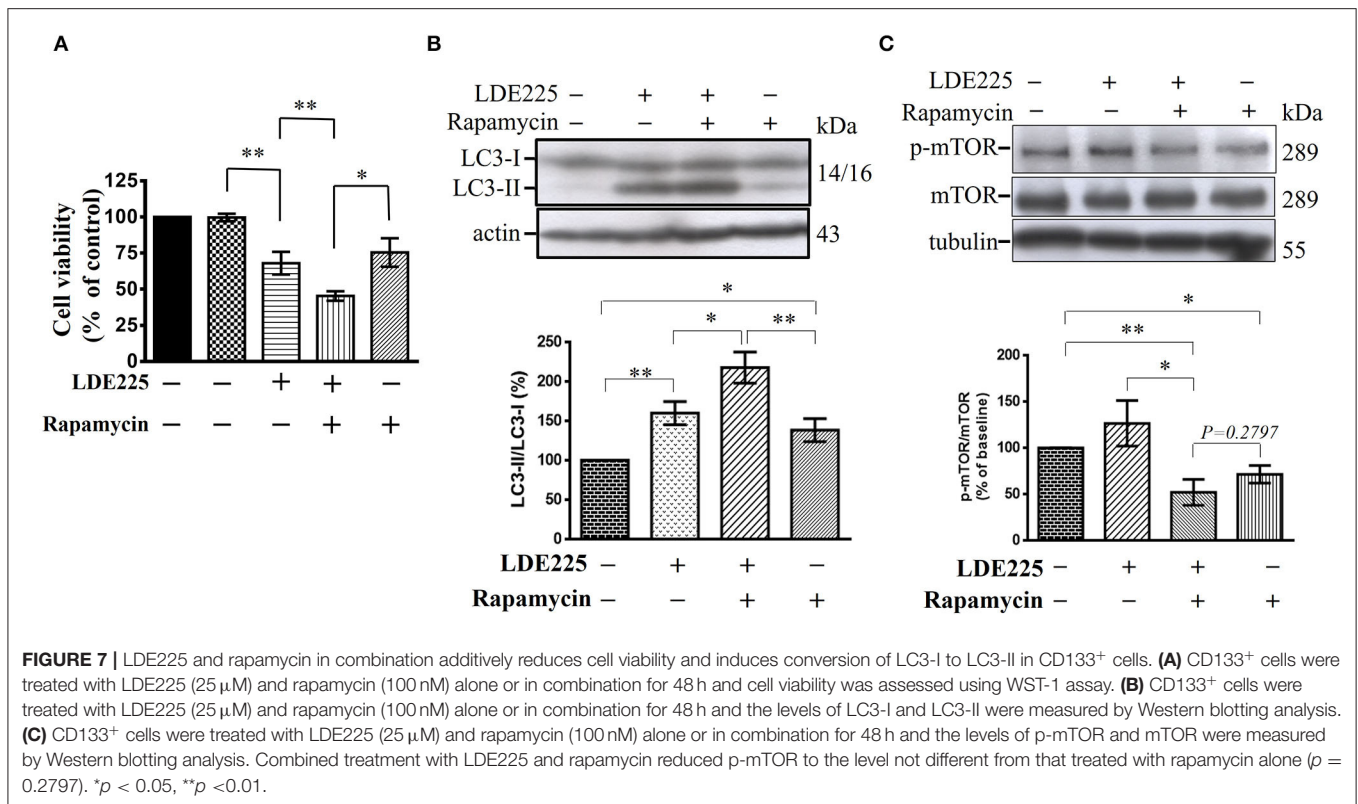 A
**
**
*
Cell viability
(% of control)
125
100
75
50
25
0
LDE225 − − + + −
Rapamycin − − − + +
B
LDE225 − + + −
Rapamycin − − + + kDa
LC3-I
LC3-II
14/16
actin 43
*
* **
**
LC3-II/LC3-I (%)
250
200
150
100
50
0
LDE225 − + + −
Rapamycin − − + +
C
LDE225 − + + −
Rapamycin − − + + kDa
p-mTOR 289
mTOR 289
tubulin 55
*
**
*
P=0.2797
p-mTOR/mTOR
(% of baseline)
200
150
100
50
0
LDE225 − + + −
Rapamycin − − + +
FIGURE 7 | LDE225 and rapamycin in combination additively reduces cell viability and induces conversion of LC3-I to LC3-II in CD133+ cells. (A) CD133+ cells were
treated with LDE225 (25 μM) and rapamycin (100 nM) alone or in combination for 48 h and cell viability was assessed using WST-1 assay. (B) CD133+ cells were
treated with LDE225 (25 μM) and rapamycin (100 nM) alone or in combination for 48 h and the levels of LC3-I and LC3-II were measured by Western blotting analysis.
(C) CD133+ cells were treated with LDE225 (25 μM) and rapamycin (100 nM) alone or in combination for 48 h and the levels of p-mTOR and mTOR were measured
by Western blotting analysis. Combined treatment with LDE225 and rapamycin reduced p-mTOR to the level not different from that treated with rapamycin alone (p =
0.2797). *p < 0.05, **p <0.01.